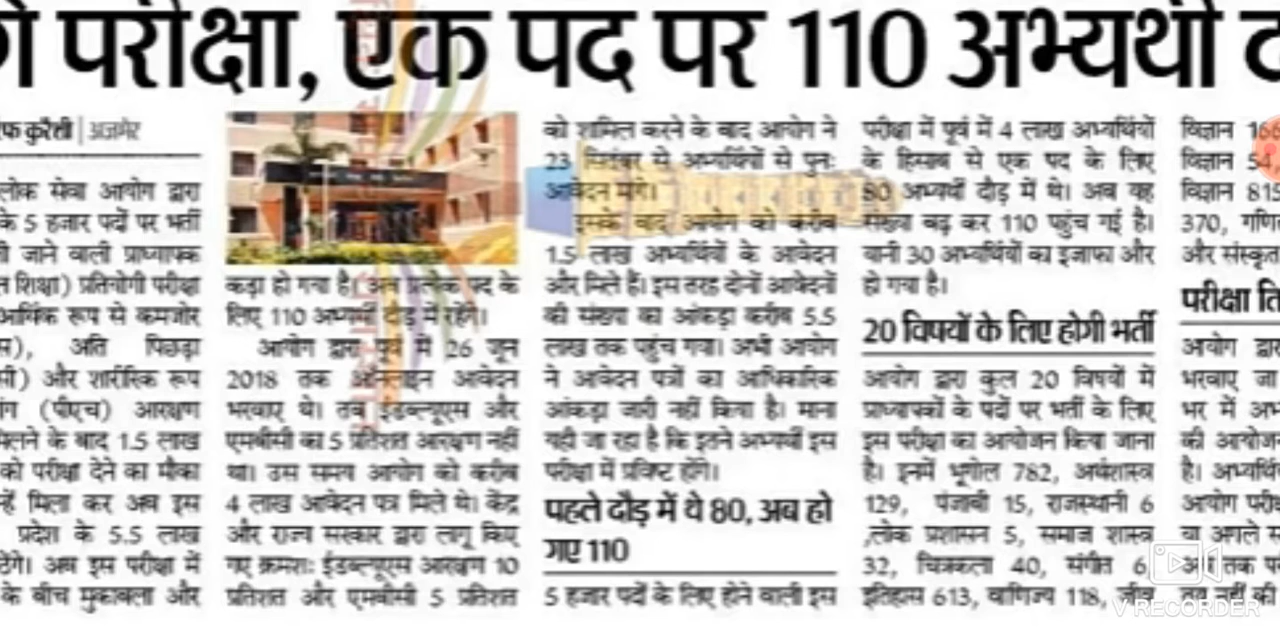 परीक्षा, एक पद पर 110 अभ्यर्थी
कुरैशी | अजमेर
लोक सेवा आयोग द्वारा
के 5 हजार पदों पर भर्ती
जाने वाली प्राध्यापक
शिक्षा) प्रतियोगी परीक्षा
आर्थिक रूप से कमजोर
अति पिछड़ा
और शारीरिक रूप
(पीएच) आरक्षण
के बाद 1.5 लाख
को परीक्षा देने का मौका
मिला कर अब इस
प्रदेश के 5.5 लाख
अब इस परीक्षा में
के बीच मुकाबला और
कड़ा हो गया है। अब प्रत्येक पद के
लिए 110 अभ्यर्थी दौड़ में रहेंगे।
आयोग द्वारा पूर्व में 26 जून
2018 तक ऑनलाइन आवेदन
भरवाए थे। तब ईडब्ल्यूएस और
एमबीसी का 5 प्रतिशत आरक्षण नहीं
था। उस समय आयोग को करीब
4 लाख आवेदन पत्र मिले थे। केंद्र
और राज्य सरकार द्वारा लागू किए
गए क्रमशः ईडब्ल्यूएस आरक्षण 10
प्रतिशत और एमबीसी 5 प्रतिशत
को शामिल करने के बाद आयोग ने
23 सितंबर से अभ्यर्थियों से पुनः
आवेदन मांगे।
इसके बाद आयोग को करीब
1.5 लाख अभ्यर्थियों के आवेदन
और मिले हैं। इस तरह दोनों आवेदनों
की संख्या का आंकड़ा करीब 5.5
लाख तक पहुंच गया। अभी आयोग
ने आवेदन पत्रों का आधिकारिक
आंकड़ा जारी नहीं किया है। माना
यही जा रहा है कि इतने अभ्यर्थी इस
परीक्षा में प्रविष्ट होंगे।
पहले दौड़ में थे 80, अब हो
गए 110
5 हजार पदों के लिए होने वाली इस
परीक्षा में पूर्व में 4 लाख अभ्यर्थियों
के हिसाब से एक पद के लिए
80 अभ्यर्थी दौड़ में थे। अब यह
संख्या बढ़ कर 110 पहुंच गई है।
यानी 30 अभ्यर्थियों का इजाफा और
हो गया है।
20 विषयों के लिए होगी भर्ती
आयोग द्वारा कुल 20 विषयों में
प्राध्यापकों के पदों पर भर्ती के लिए
इस परीक्षा का आयोजन किया जाना
है। इनमें भूगोल 782, अर्थशास्त्र
129, पंजाबी 15, राजस्थानी 6
,लोक प्रशासन 5, समाज शास्त्र
32, चित्रकला 40, संगीत 6,
इतिहास 613, वाणिज्य 118, जीव
विज्ञान
विज्ञान 54
विज्ञान 815
370,
और संस्कृत
परीक्षा
आयोग
भरवाए जा
भर में
की
है।
आयोग
या अगले
तक
तय नहीं की
V RECORDER